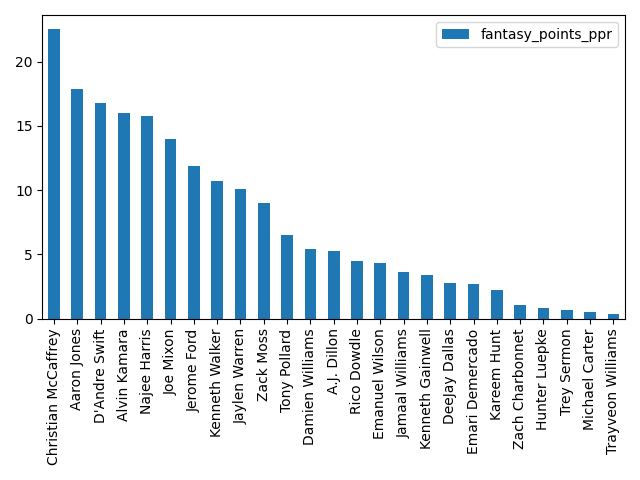 fantasy_points_ppr
20
15
10
5
0
Christian McCaffrey
Aaron Jones
D'Andre Swift
Alvin Kamara
Najee Harris
Joe Mixon
Jerome Ford
Kenneth Walker
Jaylen Warren
Zack Moss
Tony Pollard
Damien Williams
A.J. Dillon
Rico Dowdle
Emanuel Wilson
Jamaal Williams
Kenneth Gainwell
DeeJay Dallas
Emari Demercado
Kareem Hunt
Zach Charbonnet
Hunter Luepke
Trey Sermon
Michael Carter
Trayveon Williams